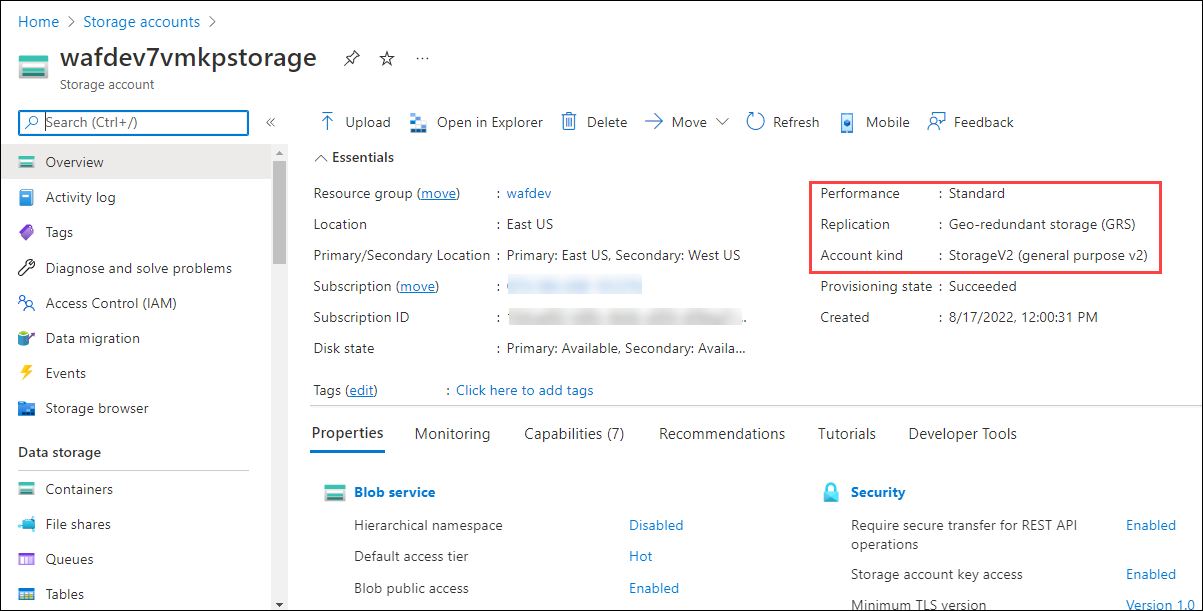 Home > Storage accounts >
wafdev7vmkpstorage ...
Storage account
Search (Ctrl+/)
«
Upload Open in Explorer Delete Move Refresh Mobile Feedback
Overview
Activity log
Tags
Diagnose and solve problems
Access Control (IAM)
Data migration
Events
Storage browser
Data storage
Containers
File shares
Queues
Tables
Essentials
Resource group (move) : wafdev
Location : East US
Primary/Secondary Location : Primary: East US, Secondary: West US
Subscription (move) :
Subscription ID :
Disk state : Primary: Available, Secondary: Availa...
Performance : Standard
Replication : Geo-redundant storage (GRS)
Account kind : StorageV2 (general purpose v2)
Provisioning state : Succeeded
Created : 8/17/2022, 12:00:31 PM
Tags (edit) : Click here to add tags
Properties Monitoring Capabilities (7) Recommendations Tutorials Developer Tools
Blob service
Hierarchical namespace Disabled
Default access tier Hot
Blob public access Enabled
Security
Require secure transfer for REST API Enabled
operations
Storage account key access Enabled
Minimum TLS version Version 1.0